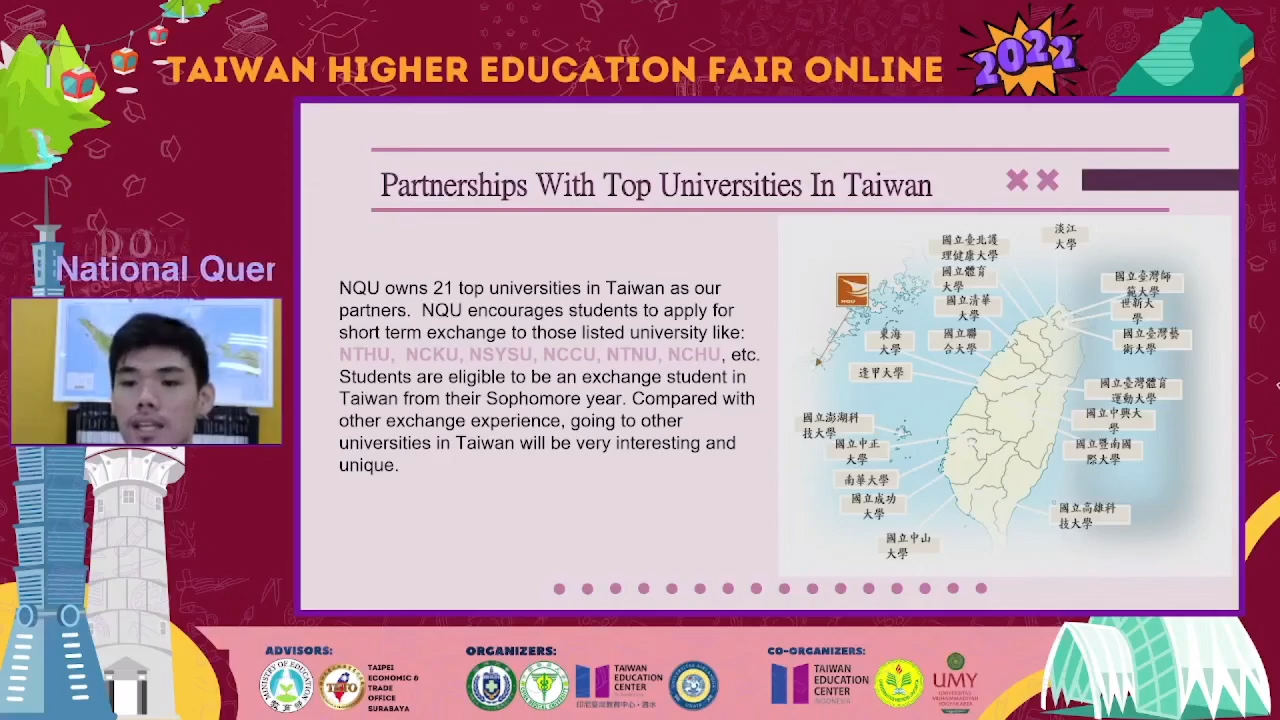 TAIWAN HIGHER EDUCATION FAIR ONLINE
2022
Partnerships With Top Universities In Taiwan
National Quer
NQU owns 21 top universities in Taiwan as our
partners. NQU encourages students to apply for
short term exchange to those listed university like:
NTHU, NCKU, NSYSU, NCCU, NTNU, NCHU, etc.
Students are eligible to be an exchange student in
Taiwan from their Sophomore year. Compared with
other exchange experience, going to other
universities in Taiwan will be very interesting and
unique.
淡江
大學
國立臺北護
理健康大學
國立體育
大學
國立清華
大學
國立聯
合大學
東海
大學
逢甲大學
NQU
國立臺灣師
範大學
世新大
學
國立臺灣藝
術大學
國立臺灣體育
運動大學
國立中興大
學
國立暨南國
際大學
國立澎湖科
技大學
國立中正
大學
南華大學
國立成功
大學
國立中山
大學
國立高雄科
技大學
ADVISORS:
TETO
TAIPEI
ECONOMIC &
TRADE
OFFICE
SURABAYA
ORGANIZERS:
TAIWAN
EDUCATION
CENTER
CO-ORGANIZERS:
TAIWAN
EDUCATION
CENTER
INDONESIA
UMY
UNIVERSITAS
MUHAMMADIYAH
YOGYAKARTA